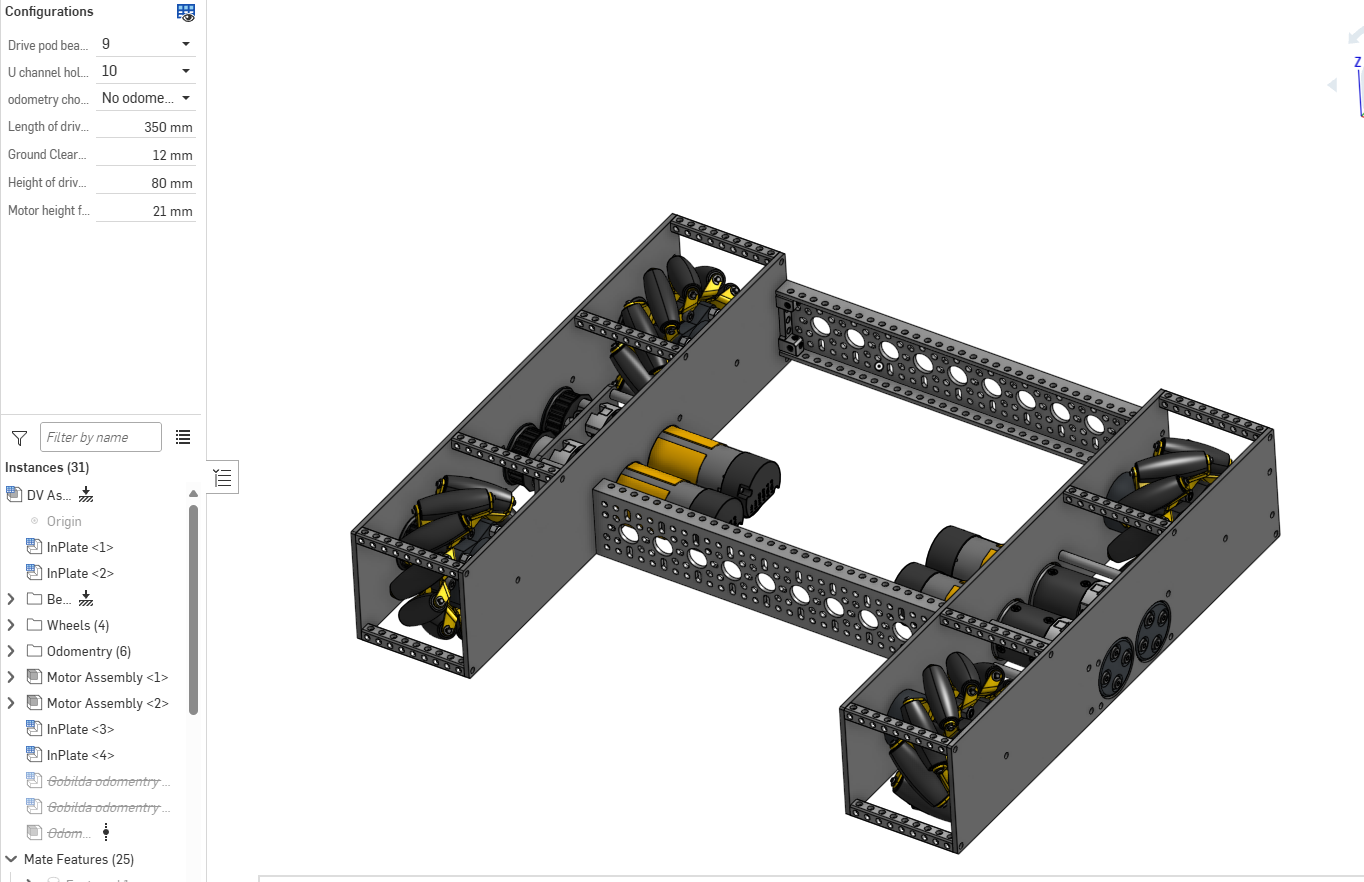 Configurations
Drive pod bea... 9
U channel hol... 10
odometry cho... No odome...
Length of driv... 350 mm
Ground Clear... 12 mm
Height of driv... 80 mm
Motor height f... 21 mm
Z
Filter by name
Instances (31)
DV As...
Origin
InPlate <1>
InPlate <2>
Be...
Wheels (4)
Odomentry (6)
Motor Assembly <1>
Motor Assembly <2>
InPlate <3>
InPlate <4>
Gobilda odomentry ...
Gobilda odomentry ...
Odom...
Mate Features (25)